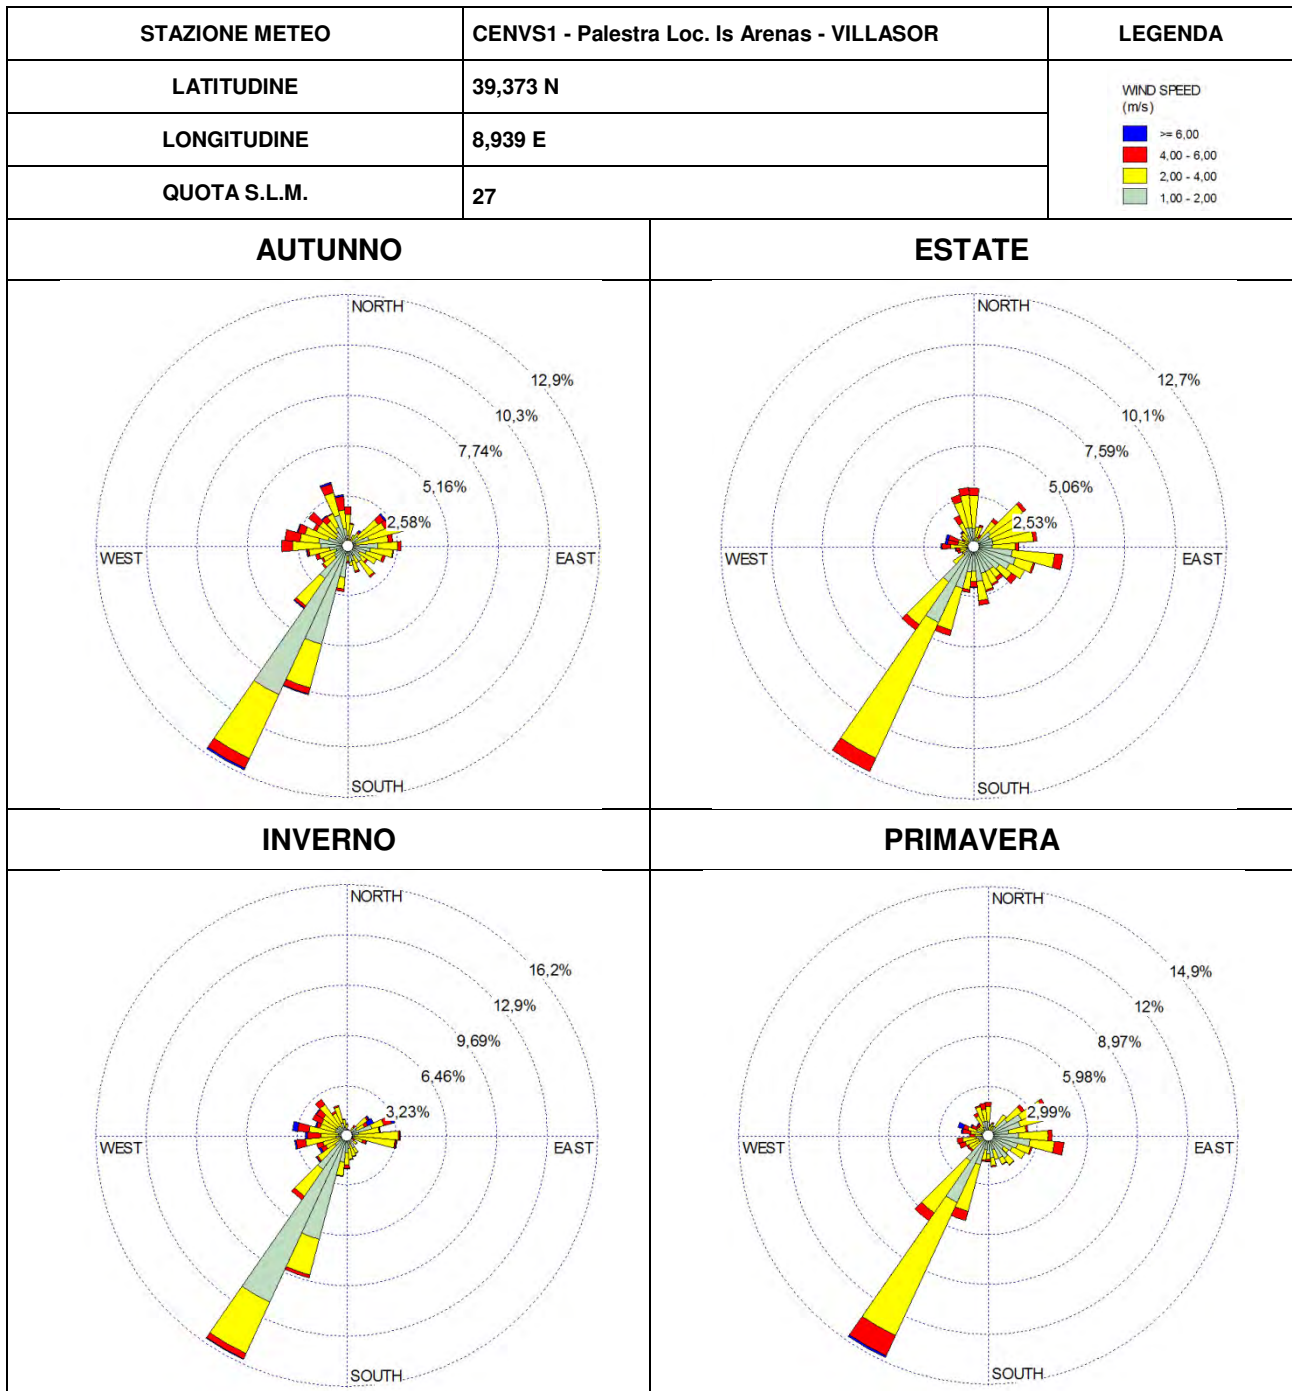 STAZIONE METEO
CENVS1 - Palestra Loc. Is Arenas - VILLASOR
LEGENDA
LATITUDINE
39,373 N
LONGITUDINE
8,939 E
QUOTA S.L.M.
27
WIND SPEED
(m/s)
>= 6,00
4,00 - 6,00
2,00 - 4,00
1,00 - 2,00
AUTUNNO
NORTH
12,9%
10,3%
7,74%
5,16%
2,58%
WEST
EAST
SOUTH
ESTATE
NORTH
12,7%
10,1%
7,59%
5,06%
2,53%
WEST
EAST
SOUTH
INVERNO
NORTH
16,2%
12,9%
9,69%
6,46%
3,23%
WEST
EAST
SOUTH
PRIMAVERA
NORTH
14,9%
12%
8,97%
5,98%
2,99%
WEST
EAST
SOUTH